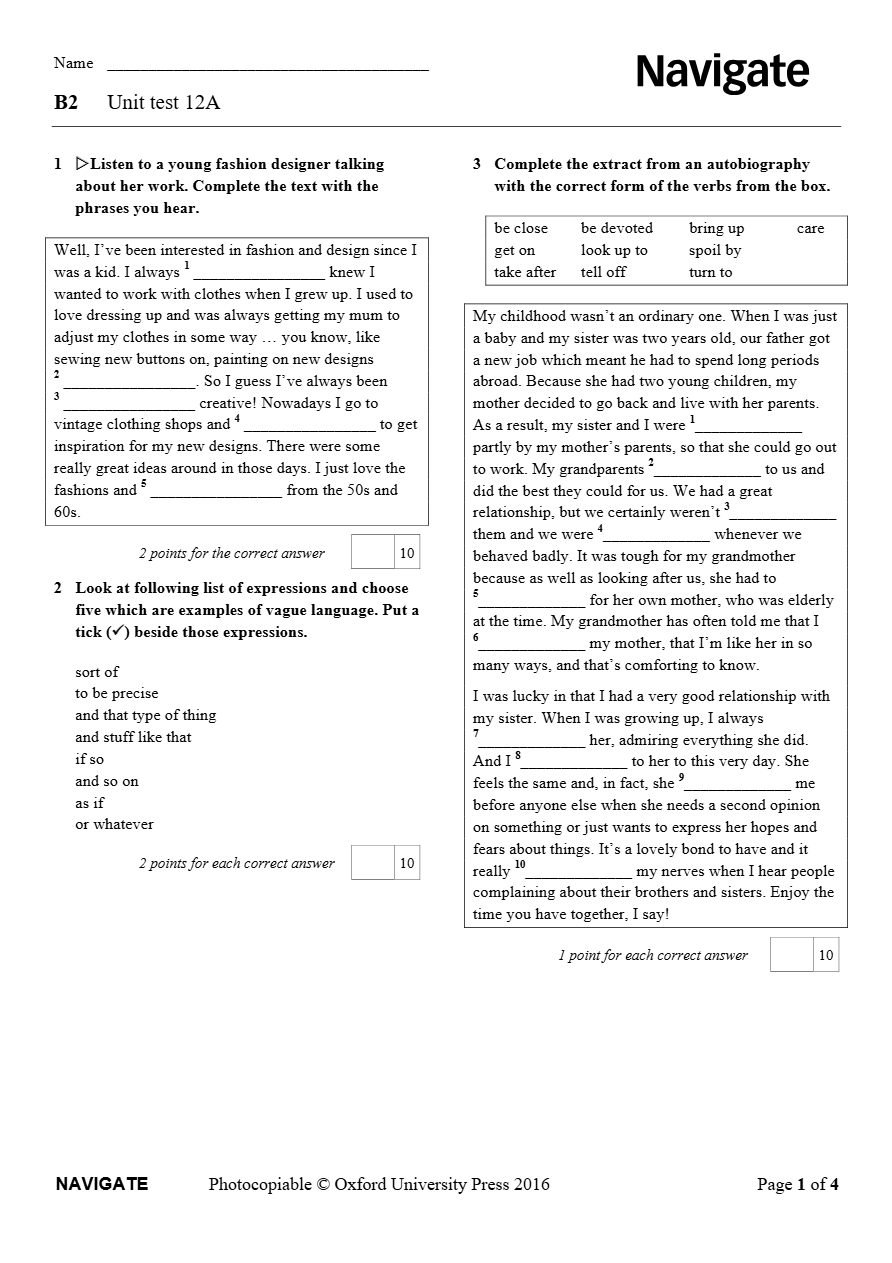 Name ________________________________________
Navigate
B2 Unit test 12A
1 ▷Listen to a young fashion designer talking
about her work. Complete the text with the
phrases you hear.
Well, I’ve been interested in fashion and design since I
was a kid. I always 1 ________________ knew I
wanted to work with clothes when I grew up. I used to
love dressing up and was always getting my mum to
adjust my clothes in some way … you know, like
sewing new buttons on, painting on new designs
2 ________________. So I guess I’ve always been
3 ________________ creative! Nowadays I go to
vintage clothing shops and 4 ________________ to get
inspiration for my new designs. There were some
really great ideas around in those days. I just love the
fashions and 5 ________________ from the 50s and
60s.
2 points for the correct answer 10
2 Look at following list of expressions and choose
five which are examples of vague language. Put a
tick (✓) beside those expressions.
sort of
to be precise
and that type of thing
and stuff like that
if so
and so on
as if
or whatever
2 points for each correct answer 10
3 Complete the extract from an autobiography
with the correct form of the verbs from the box.
be close be devoted bring up care
get on look up to spoil by
take after tell off turn to
My childhood wasn’t an ordinary one. When I was just
a baby and my sister was two years old, our father got
a new job which meant he had to spend long periods
abroad. Because she had two young children, my
mother decided to go back and live with her parents.
As a result, my sister and I were 1_____________
partly by my mother’s parents, so that she could go out
to work. My grandparents 2_____________ to us and
did the best they could for us. We had a great
relationship, but we certainly weren’t 3_____________
them and we were 4_____________ whenever we
behaved badly. It was tough for my grandmother
because as well as looking after us, she had to
5_____________ for her own mother, who was elderly
at the time. My grandmother has often told me that I
6_____________ my mother, that I’m like her in so
many ways, and that’s comforting to know.
I was lucky in that I had a very good relationship with
my sister. When I was growing up, I always
7_____________ her, admiring everything she did.
And I 8_____________ to her to this very day. She
feels the same and, in fact, she 9_____________ me
before anyone else when she needs a second opinion
on something or just wants to express her hopes and
fears about things. It’s a lovely bond to have and it
really 10_____________ my nerves when I hear people
complaining about their brothers and sisters. Enjoy the
time you have together, I say!
1 point for each correct answer 10
NAVIGATE Photocopiable © Oxford University Press 2016 Page 1 of 4